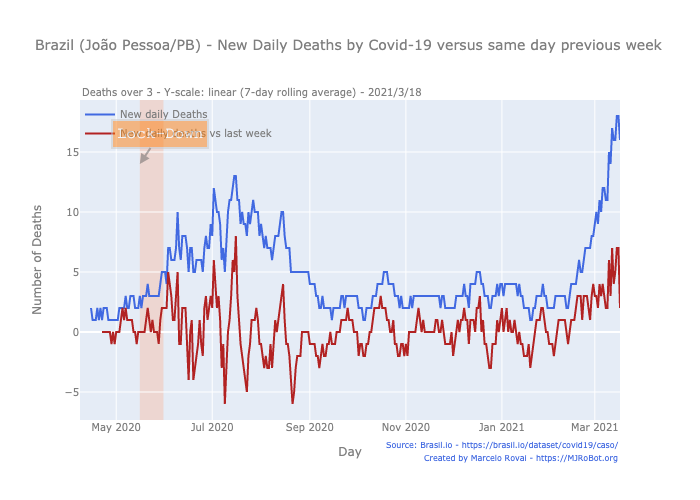 Brazil (João Pessoa/PB) - New Daily Deaths by Covid-19 versus same day previous week
Deaths over 3 - Y-scale: linear (7-day rolling average) - 2021/3/18
New daily Deaths
vs last week
15
10
5
0
−5
Number of Deaths
May 2020
Jul 2020
Sep 2020
Nov 2020
Jan 2021
Mar 2021
Day
Source: Brasil.io - https://brasil.io/dataset/covid19/caso/
Created by Marcelo Rovai - https://MJRoBot.org